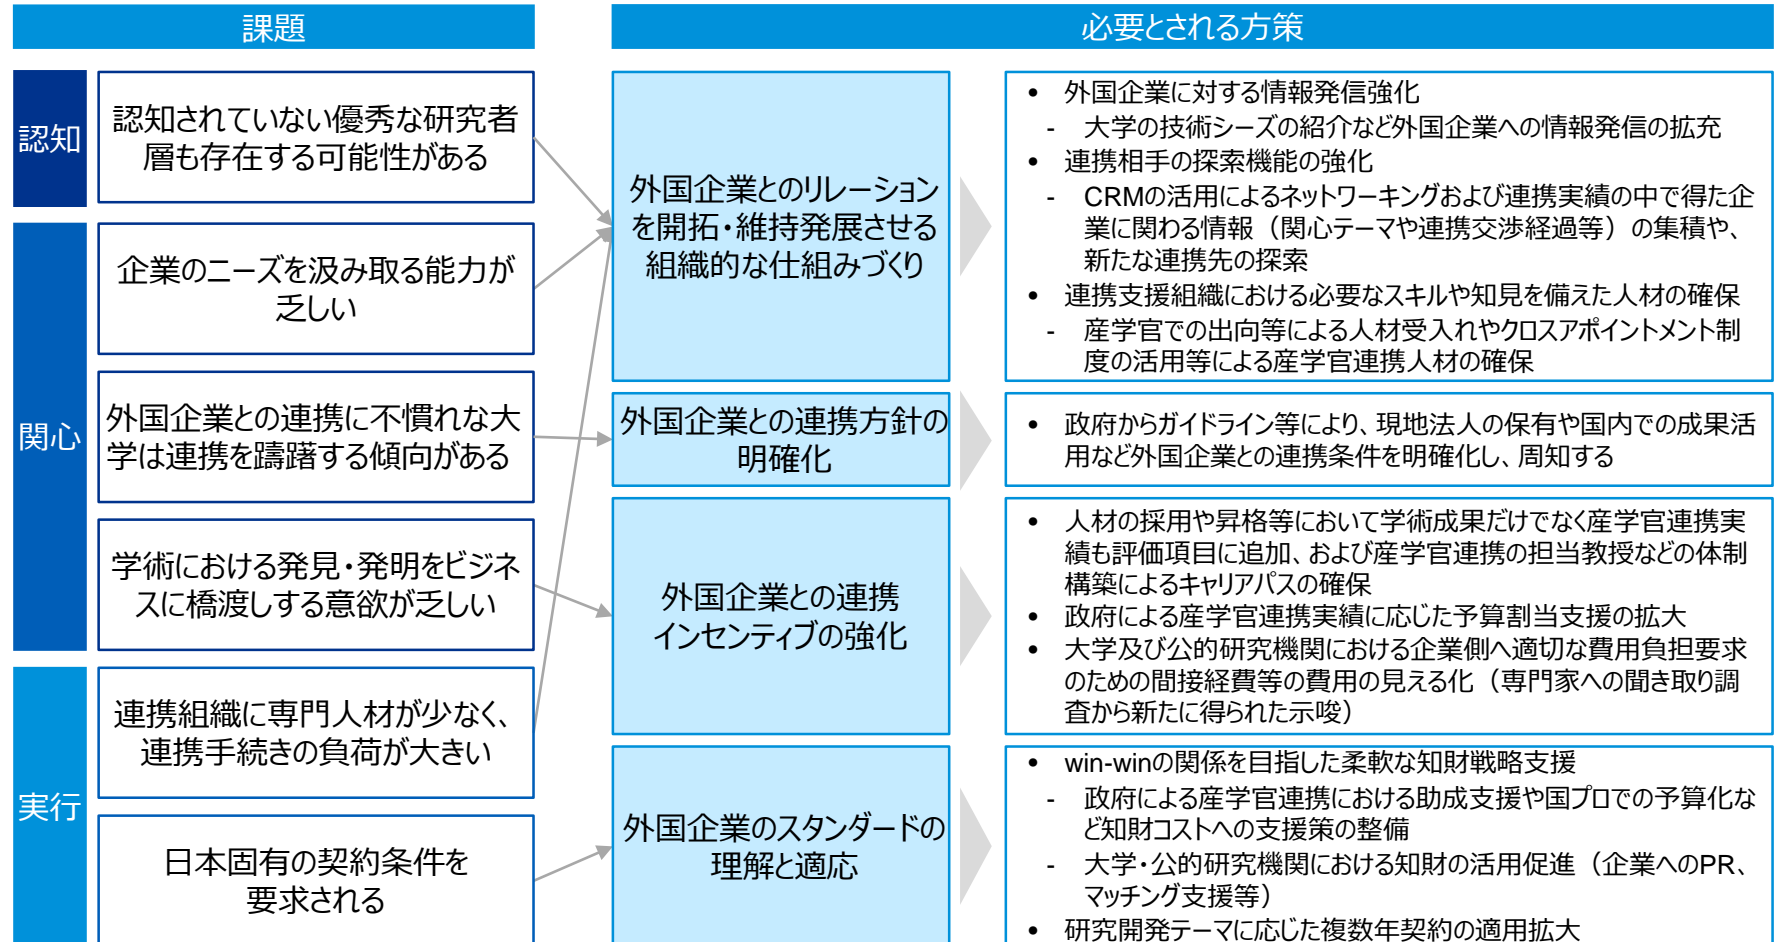 課題
必要とされる方策
認知
認知されていない優秀な研究者
層も存在する可能性がある
関心
企業のニーズを汲み取る能力が
乏しい
外国企業との連携に不慣れな大
学は連携を躊躇する傾向がある
学術における発見・発明をビジネ
スに橋渡しする意欲が乏しい
実行
連携組織に専門人材が少なく、
連携手続きの負荷が大きい
日本固有の契約条件を
要求される
外国企業とのリレーション
を開拓・維持発展させる
組織的な仕組みづくり
• 外国企業に対する情報発信強化
- 大学の技術シーズの紹介など外国企業への情報発信の拡充
• 連携相手の探索機能の強化
- CRMの活用によるネットワーキングおよび連携実績の中で得た企
業に関わる情報（関心テーマや連携交渉経過等）の集積や、
新たな連携先の探索
• 連携支援組織における必要なスキルや知見を備えた人材の確保
- 産学官での出向等による人材受入れやクロスアポイントメント制
度の活用等による産学官連携人材の確保
外国企業との連携方針の
明確化
• 政府からガイドライン等により、現地法人の保有や国内での成果活
用など外国企業との連携条件を明確化し、周知する
外国企業との連携
インセンティブの強化
• 人材の採用や昇格等において学術成果だけでなく産学官連携実
績も評価項目に追加、および産学官連携の担当教授などの体制
構築によるキャリアパスの確保
• 政府による産学官連携実績に応じた予算割当支援の拡大
• 大学及び公的研究機関における企業側へ適切な費用負担要求
のための間接経費等の費用の見える化（専門家への聞き取り調
査から新たに得られた示唆）
外国企業のスタンダードの
理解と適応
• win-winの関係を目指した柔軟な知財戦略支援
- 政府による産学官連携における助成支援や国プロでの予算化な
ど知財コストへの支援策の整備
- 大学・公的研究機関における知財の活用促進（企業へのPR、
マッチング支援等）
• 研究開発テーマに応じた複数年契約の適用拡大